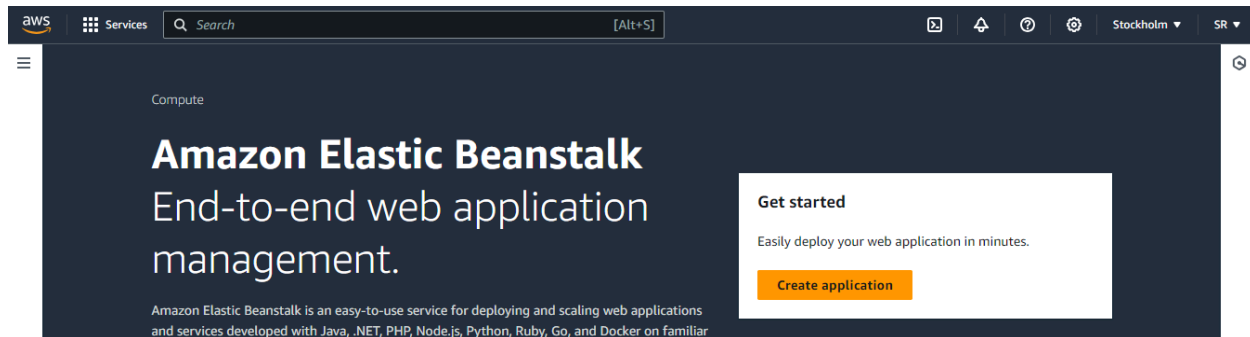 aws Services Search [Alt+S] Stockholm SR
Compute
Amazon Elastic Beanstalk
End-to-end web application
management.
Amazon Elastic Beanstalk is an easy-to-use service for deploying and scaling web applications
and services developed with Java, .NET, PHP, Node.js, Python, Ruby, Go, and Docker on familiar
Get started
Easily deploy your web application in minutes.
Create application